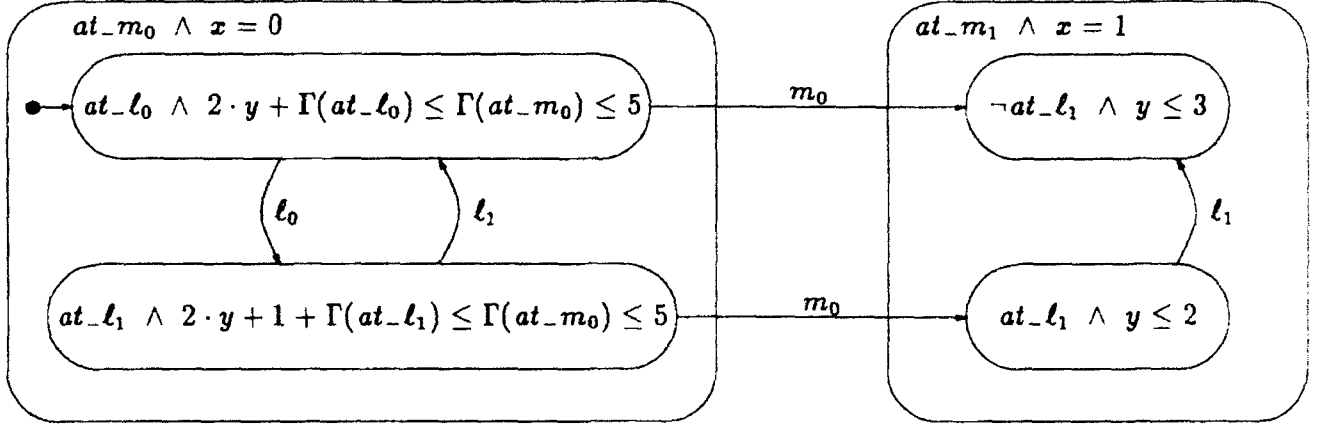 at_m₀ ∧ x = 0
at_m₁ ∧ x = 1
at_ℓ₀ ∧ 2 · y + Γ(at_ℓ₀) ≤ Γ(at_m₀) ≤ 5
m₀
¬at_ℓ₁ ∧ y ≤ 3
ℓ₀
ℓ₁
ℓ₁
at_ℓ₁ ∧ 2 · y + 1 + Γ(at_ℓ₁) ≤ Γ(at_m₀) ≤ 5
m₀
at_ℓ₁ ∧ y ≤ 2